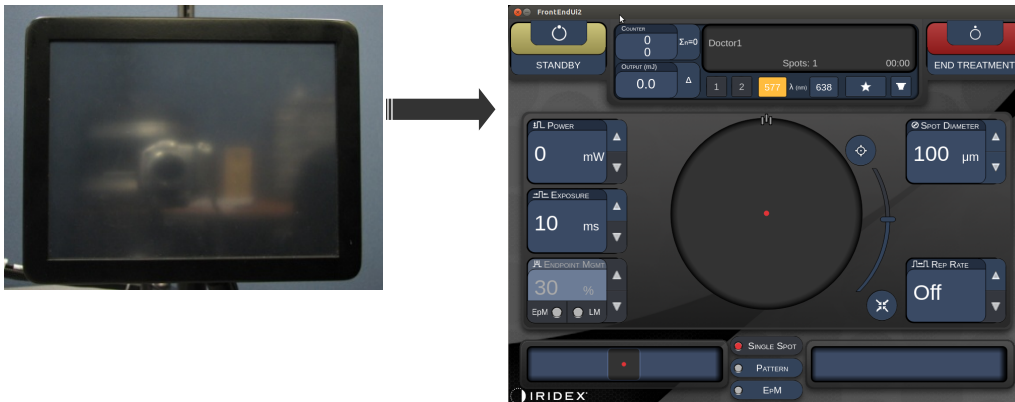 FrontEndUi2
STANDBY
COUNTER
0
0
Σn=0
OUTPUT (mJ)
0.0
Δ
Doctor1
Spots: 1 00:00
1 2 577 λ (nm) 638
END TREATMENT
POWER
0 mW
EXPOSURE
10 ms
ENDPOINT MGMT
30 %
EpM LM
SPOT DIAMETER
100 μm
REP RATE
Off
SINGLE SPOT
PATTERN
EPM
IRIDEX